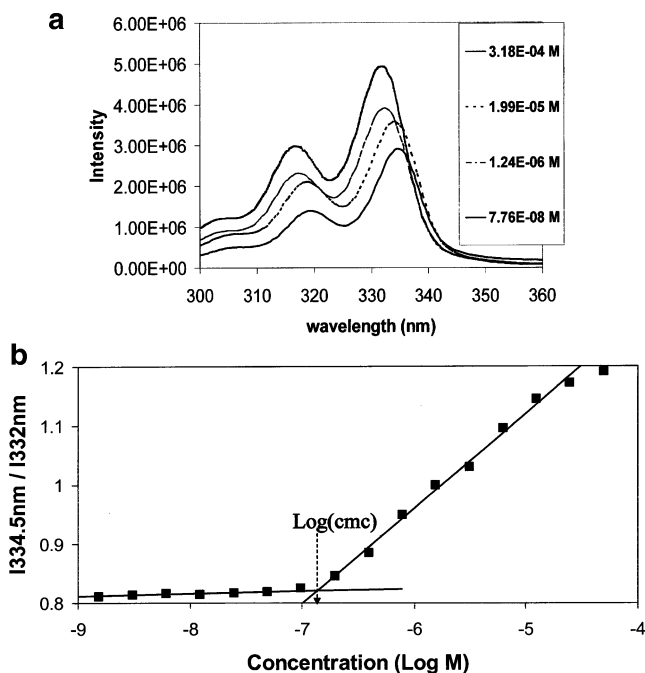 a
6.00E+06
5.00E+06
4.00E+06
3.00E+06
2.00E+06
1.00E+06
0.00E+00
Intensity
300 310 320 330 340 350 360
wavelength (nm)
3.18E-04 M
1.99E-05 M
1.24E-06 M
7.76E-08 M
b
1.2
1.1
1
0.9
0.8
I334.5nm / I332nm
Log(cmc)
-9 -8 -7 -6 -5 -4
Concentration (Log M)